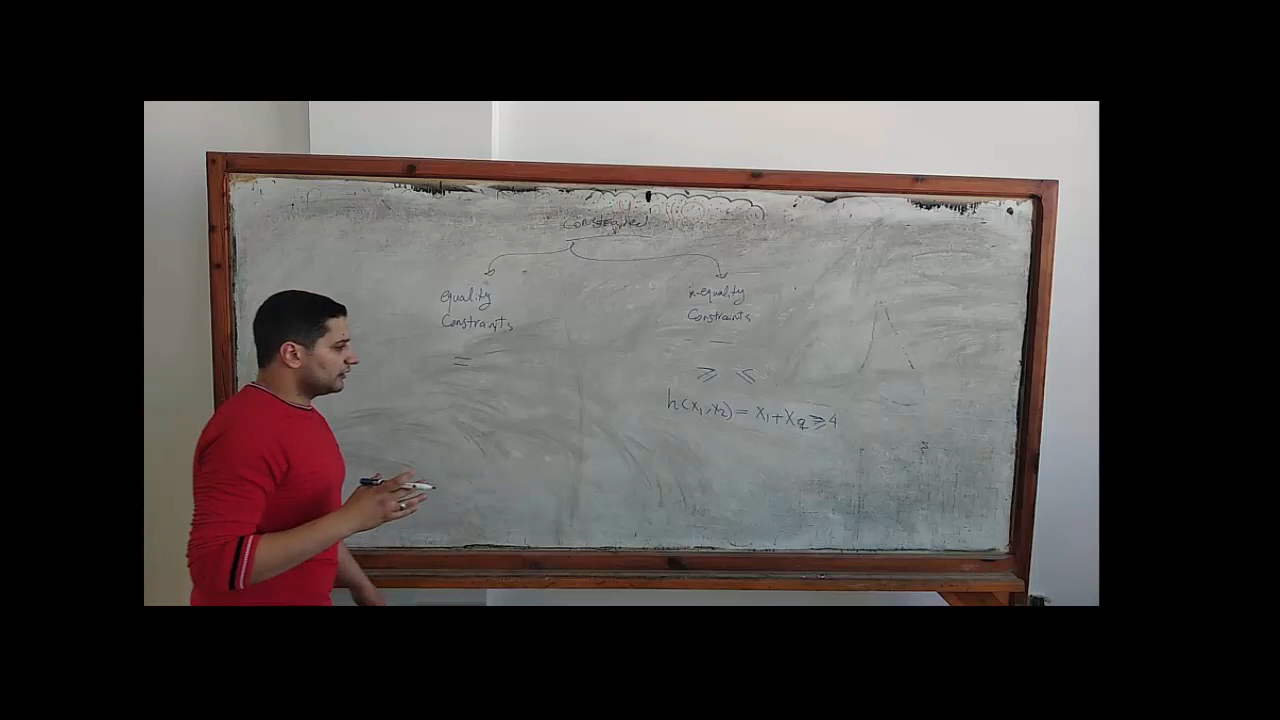 Constrained
equality
Constraints
=
in-equality
Constraints
≥ ≤
h(x₁,x₂) = x₁+x₂ ≥ 4